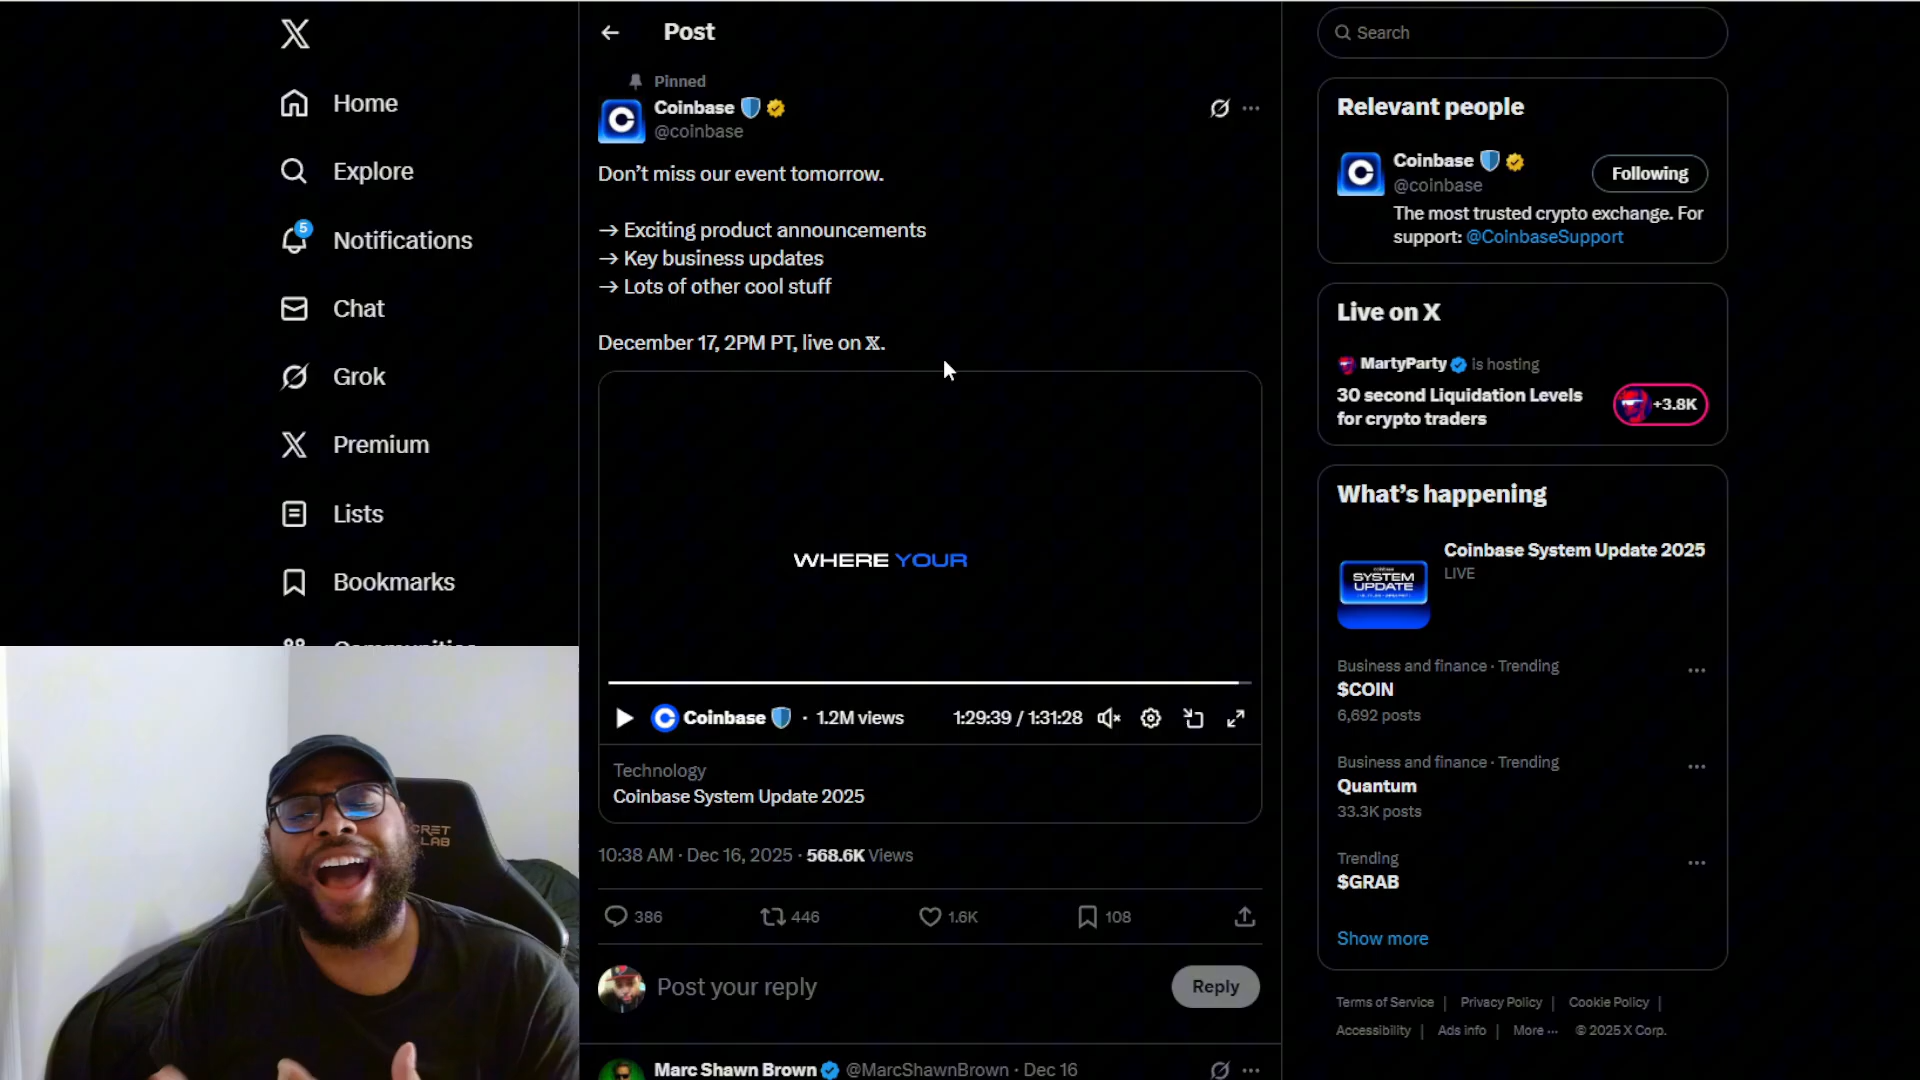 Home
Explore
5
Notifications
Chat
Grok
Premium
Lists
Bookmarks
Communities
Post
Pinned
Coinbase
@coinbase
Don’t miss our event tomorrow.
→ Exciting product announcements
→ Key business updates
→ Lots of other cool stuff
December 17, 2PM PT, live on 𝕏.
WHERE YOUR
Coinbase · 1.2M views
1:29:39 / 1:31:28
Technology
Coinbase System Update 2025
10:38 AM · Dec 16, 2025 · 568.6K Views
386
446
1.6K
108
Post your reply
Reply
Marc Shawn Brown @MarcShawnBrown · Dec 16
Search
Relevant people
Coinbase
@coinbase
Following
The most trusted crypto exchange. For
support: @CoinbaseSupport
Live on X
MartyParty is hosting
30 second Liquidation Levels
for crypto traders
+3.8K
What’s happening
Coinbase System Update 2025
LIVE
SYSTEM
UPDATE
Business and finance · Trending
$COIN
6,692 posts
Business and finance · Trending
Quantum
33.3K posts
Trending
$GRAB
Show more
Terms of Service | Privacy Policy | Cookie Policy |
Accessibility | Ads info | More ··· © 2025 X Corp.